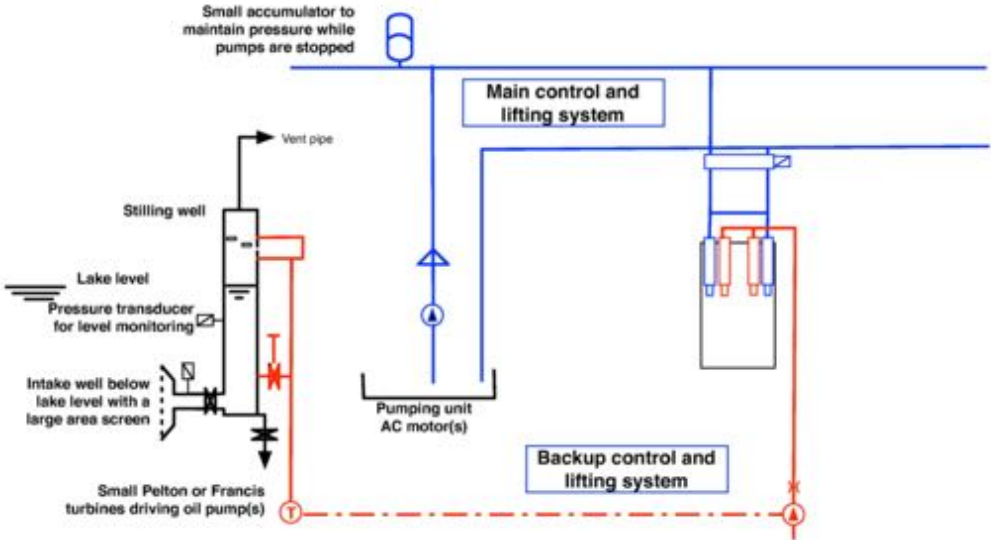 Small accumulator to
maintain pressure while
pumps are stopped
Main control and
lifting system
Vent pipe
Stilling well
Lake level
Pressure transducer
for level monitoring
Intake well below
lake level with a
large area screen
Pumping unit
AC motor(s)
Backup control and
lifting system
Small Pelton or Francis
turbines driving oil pump(s)
T